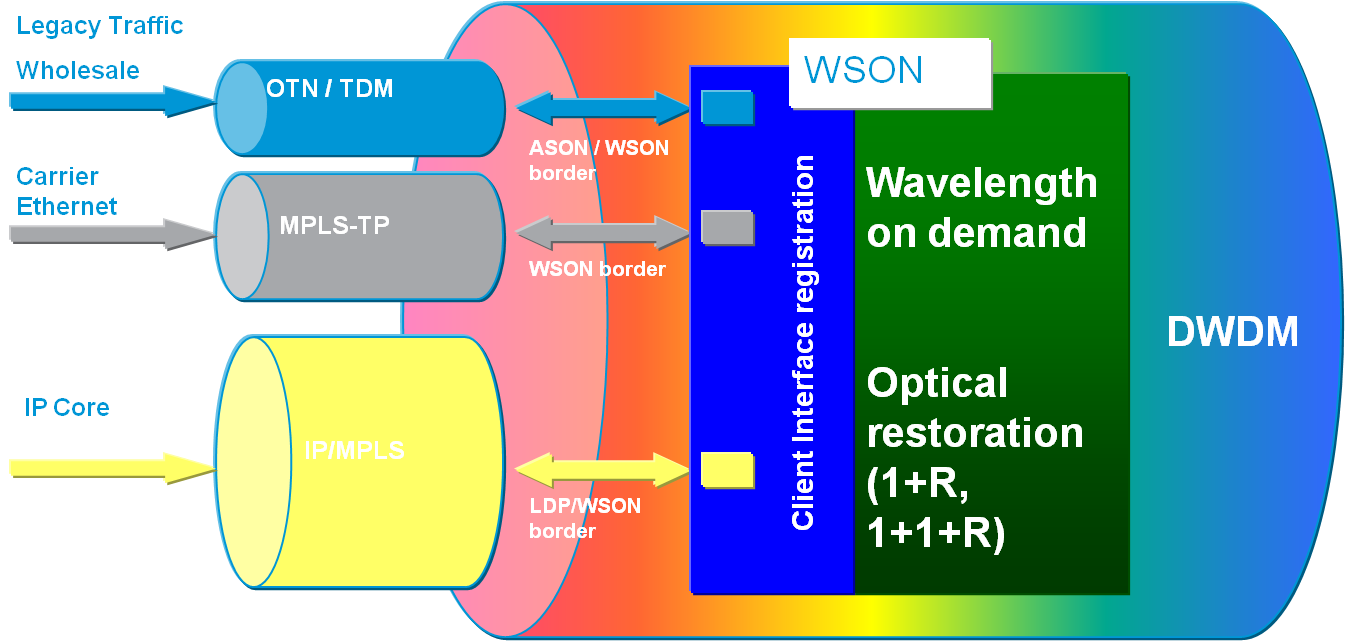 Legacy Traffic
Wholesale
OTN / TDM
ASON / WSON
border
Carrier
Ethernet
MPLS-TP
WSON border
IP Core
IP/MPLS
LDP/WSON
border
Client Interface registration
WSON
Wavelength
on demand
Optical
restoration
(1+R,
1+1+R)
DWDM